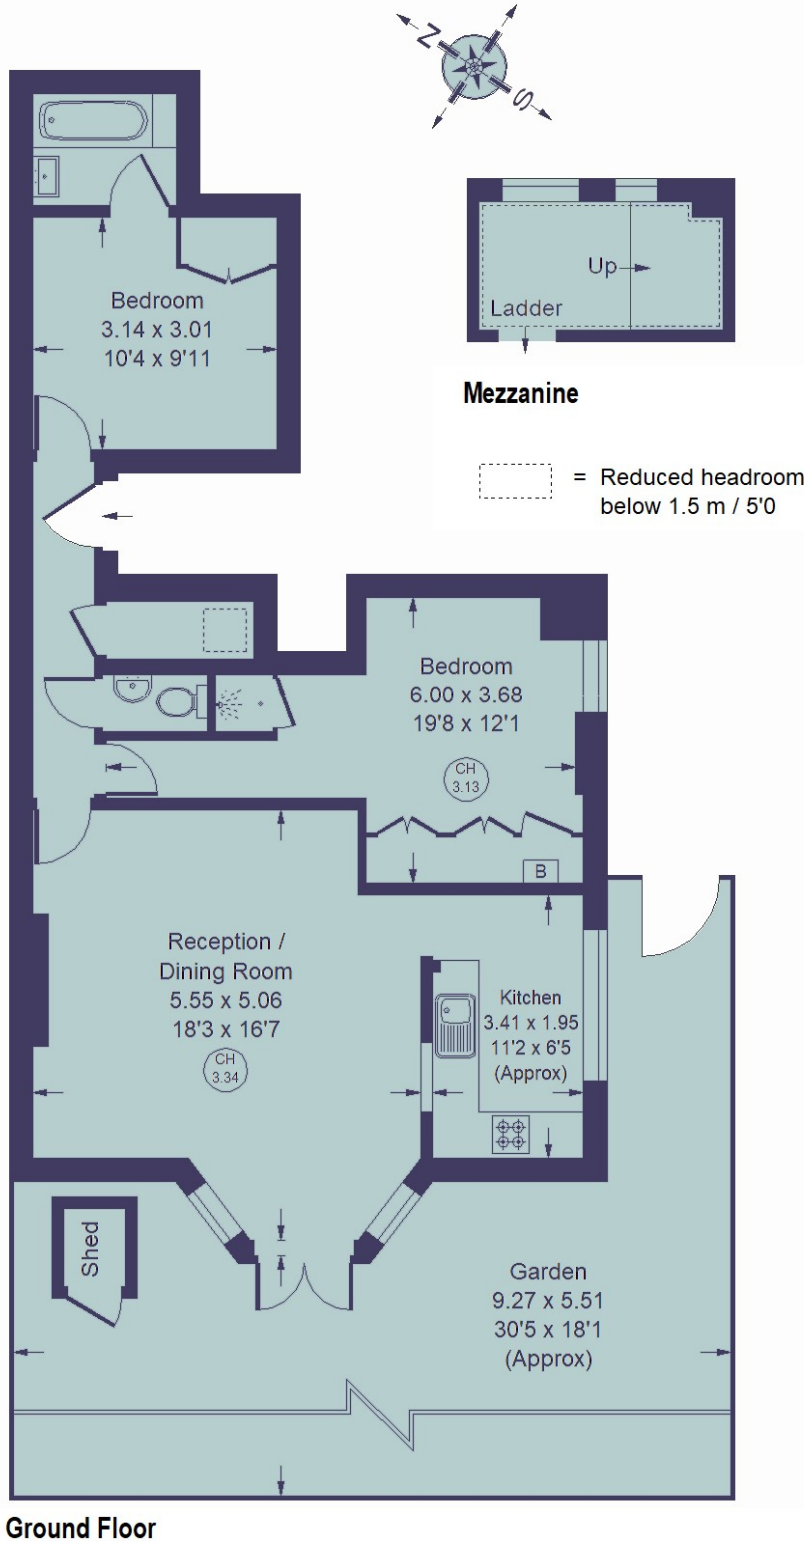 N
S
Up
Ladder
Mezzanine
= Reduced headroom
below 1.5 m / 5'0
Bedroom
3.14 x 3.01
10'4 x 9'11
Bedroom
6.00 x 3.68
19'8 x 12'1
CH
3.13
B
Reception /
Dining Room
5.55 x 5.06
18'3 x 16'7
CH
3.34
Kitchen
3.41 x 1.95
11'2 x 6'5
(Approx)
Shed
Garden
9.27 x 5.51
30'5 x 18'1
(Approx)
Ground Floor